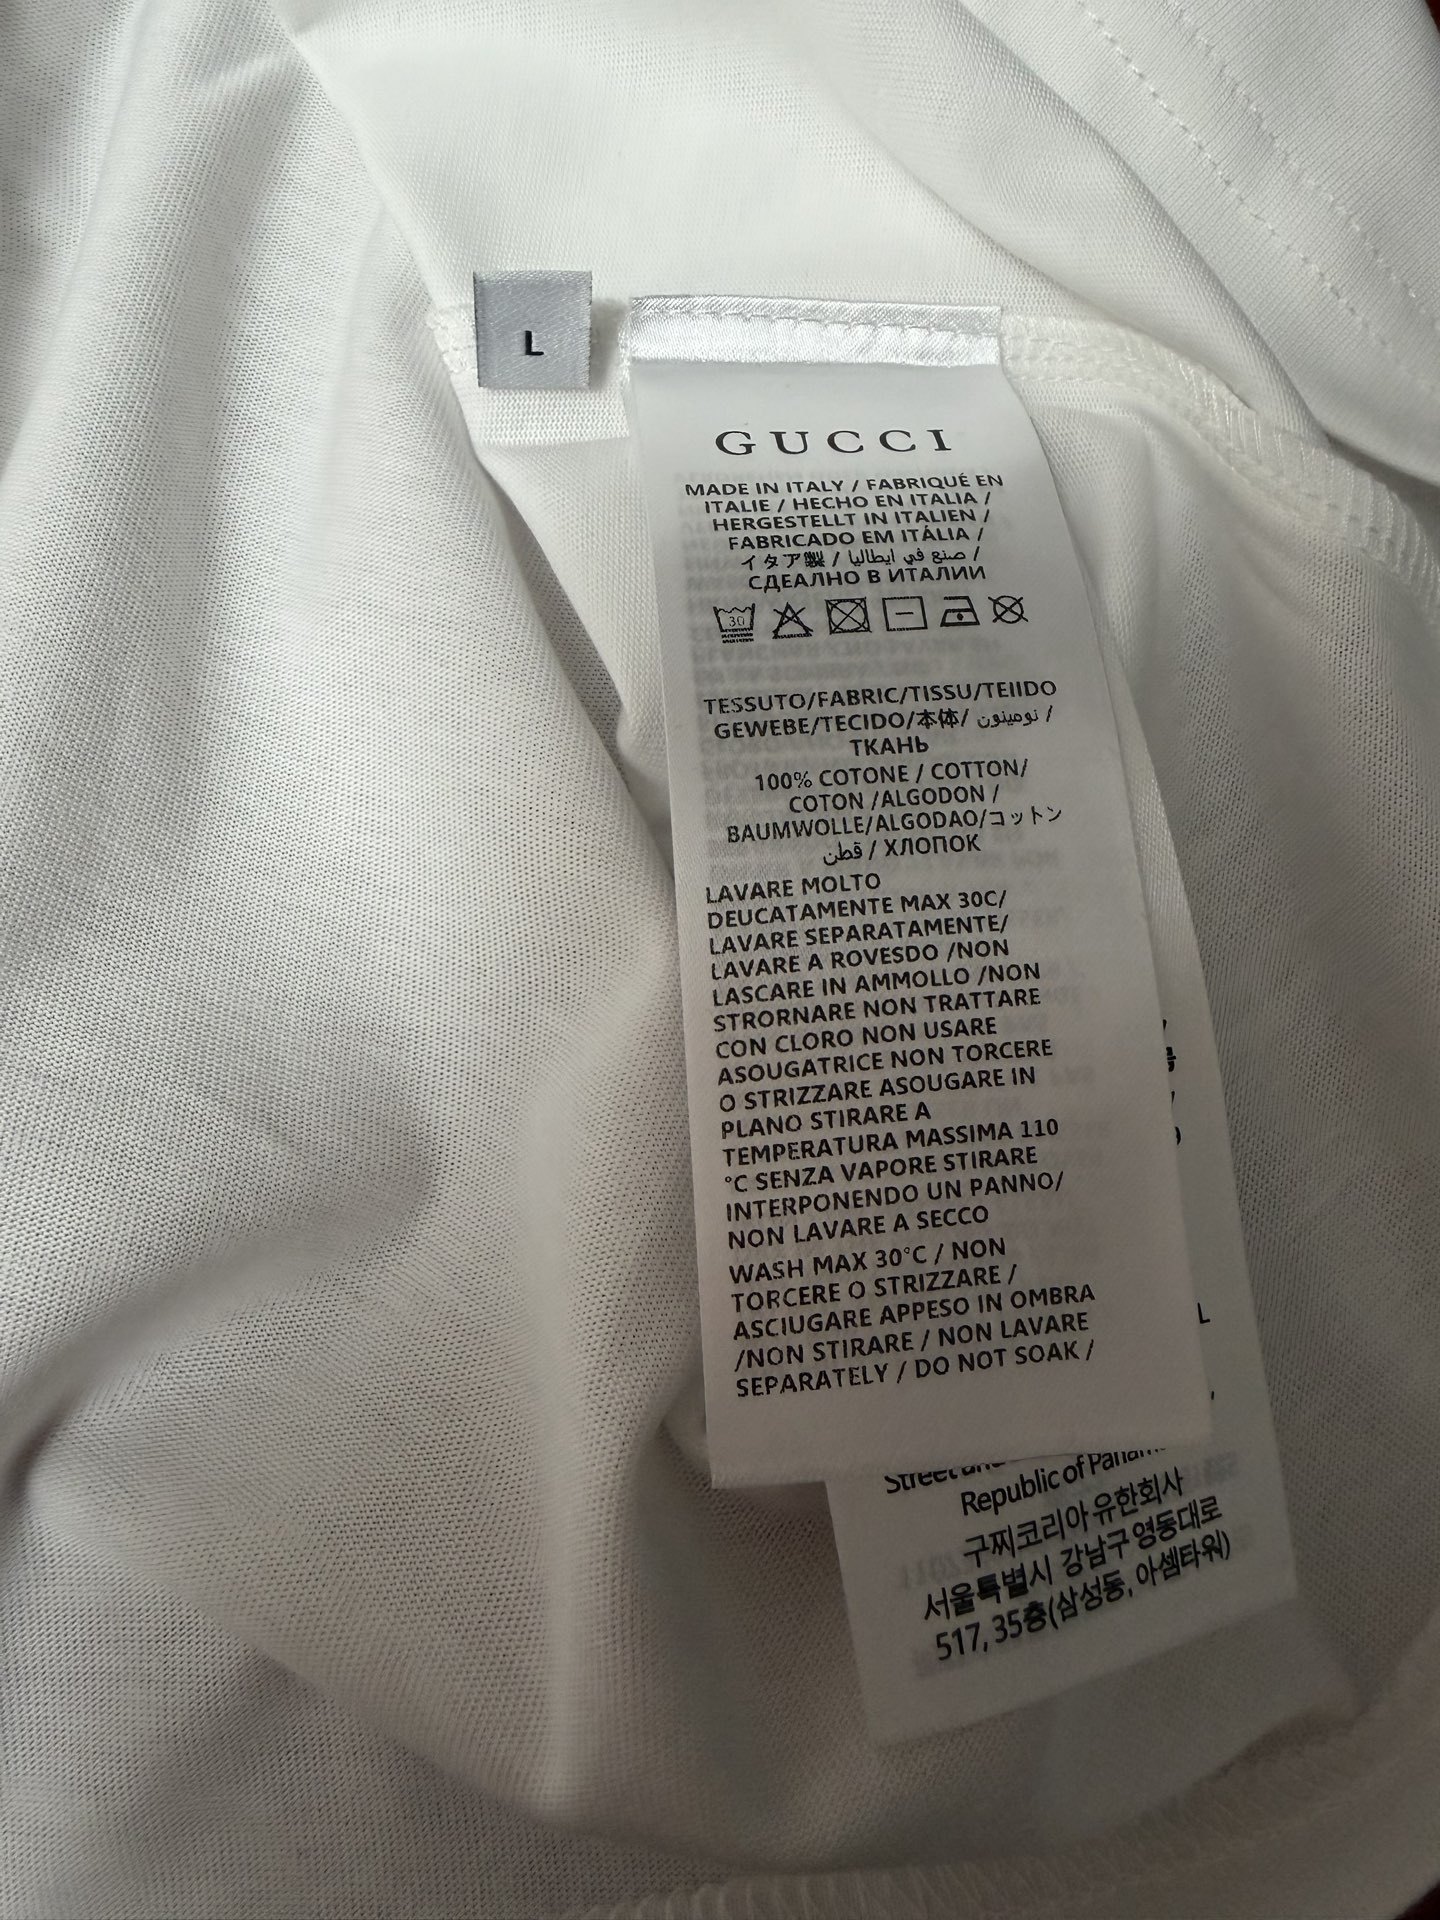 L
GUCCI
MADE IN ITALY / FABRIQUÉ EN
ITALIE / HECHO EN ITALIA /
HERGESTELLT IN ITALIEN /
FABRICADO EM ITÁLIA /
イタア製 / صنع في ايطاليا /
СДЕАЛНО В ИТАЛИИ
30
TESSUTO/FABRIC/TISSU/TEIIDO
GEWEBE/TECIDO/本体/ نومينون /
ТКАНЬ
100% COTONE / COTTON/
COTON /ALGODON /
BAUMWOLLE/ALGODAO/コットン
قطن / ХЛОПОК
LAVARE MOLTO
DEUCATAMENTE MAX 30C/
LAVARE SEPARATAMENTE/
LAVARE A ROVESDO /NON
LASCARE IN AMMOLLO /NON
STRORNARE NON TRATTARE
CON CLORO NON USARE
ASOUGATRICE NON TORCERE
O STRIZZARE ASOUGARE IN
PLANO STIRARE A
TEMPERATURA MASSIMA 110
°C SENZA VAPORE STIRARE
INTERPONENDO UN PANNO/
NON LAVARE A SECCO
WASH MAX 30°C / NON
TORCERE O STRIZZARE /
ASCIUGARE APPESO IN OMBRA
/NON STIRARE / NON LAVARE
SEPARATELY / DO NOT SOAK /
L
Street
Republic of
구찌코리아 유한회사
서울특별시 강남구 영동대로
517, 35층(삼성동, 아셈타워)